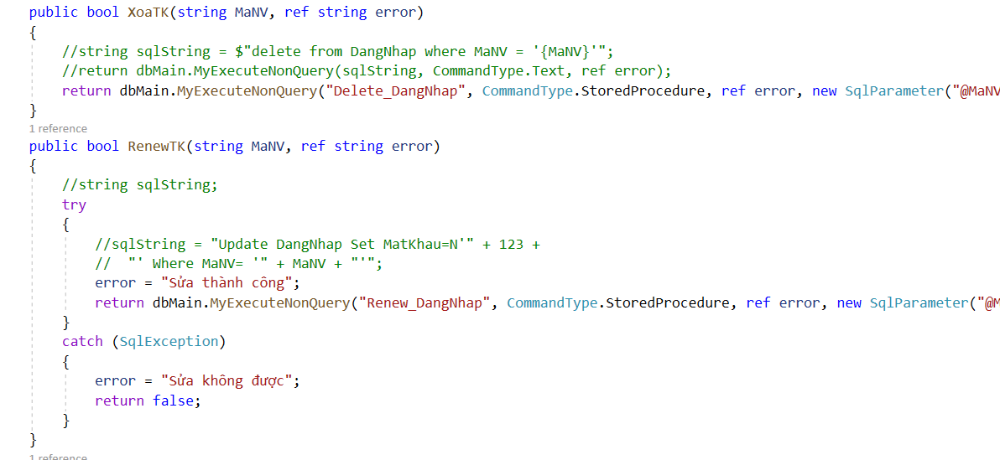 public bool XoaTK(string MaNV, ref string error)
{
//string sqlString = $"delete from DangNhap where MaNV = '{MaNV}'";
//return dbMain.MyExecuteNonQuery(sqlString, CommandType.Text, ref error);
return dbMain.MyExecuteNonQuery("Delete_DangNhap", CommandType.StoredProcedure, ref error, new SqlParameter("@MaNV
}
1 reference
public bool RenewTK(string MaNV, ref string error)
{
//string sqlString;
try
{
//sqlString = "Update DangNhap Set MatKhau=N'" + 123 +
//  "' Where MaNV= '" + MaNV + "'";
error = "Sửa thành công";
return dbMain.MyExecuteNonQuery("Renew_DangNhap", CommandType.StoredProcedure, ref error, new SqlParameter("@M
}
catch (SqlException)
{
error = "Sửa không được";
return false;
}
}
1 reference